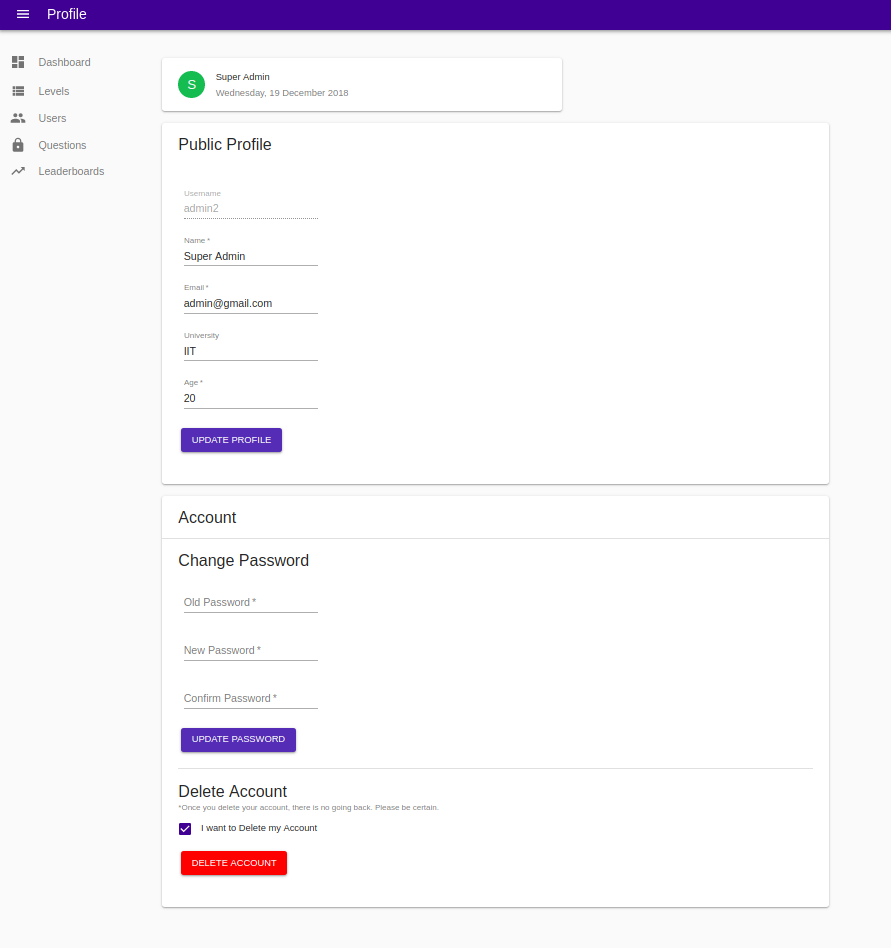 Profile
Dashboard
Levels
Users
Questions
Leaderboards
S
Super Admin
Wednesday, 19 December 2018
Public Profile
Username
admin2
Name *
Super Admin
Email *
admin@gmail.com
University
IIT
Age *
20
UPDATE PROFILE
Account
Change Password
Old Password *
New Password *
Confirm Password *
UPDATE PASSWORD
Delete Account
*Once you delete your account, there is no going back. Please be certain.
I want to Delete my Account
DELETE ACCOUNT